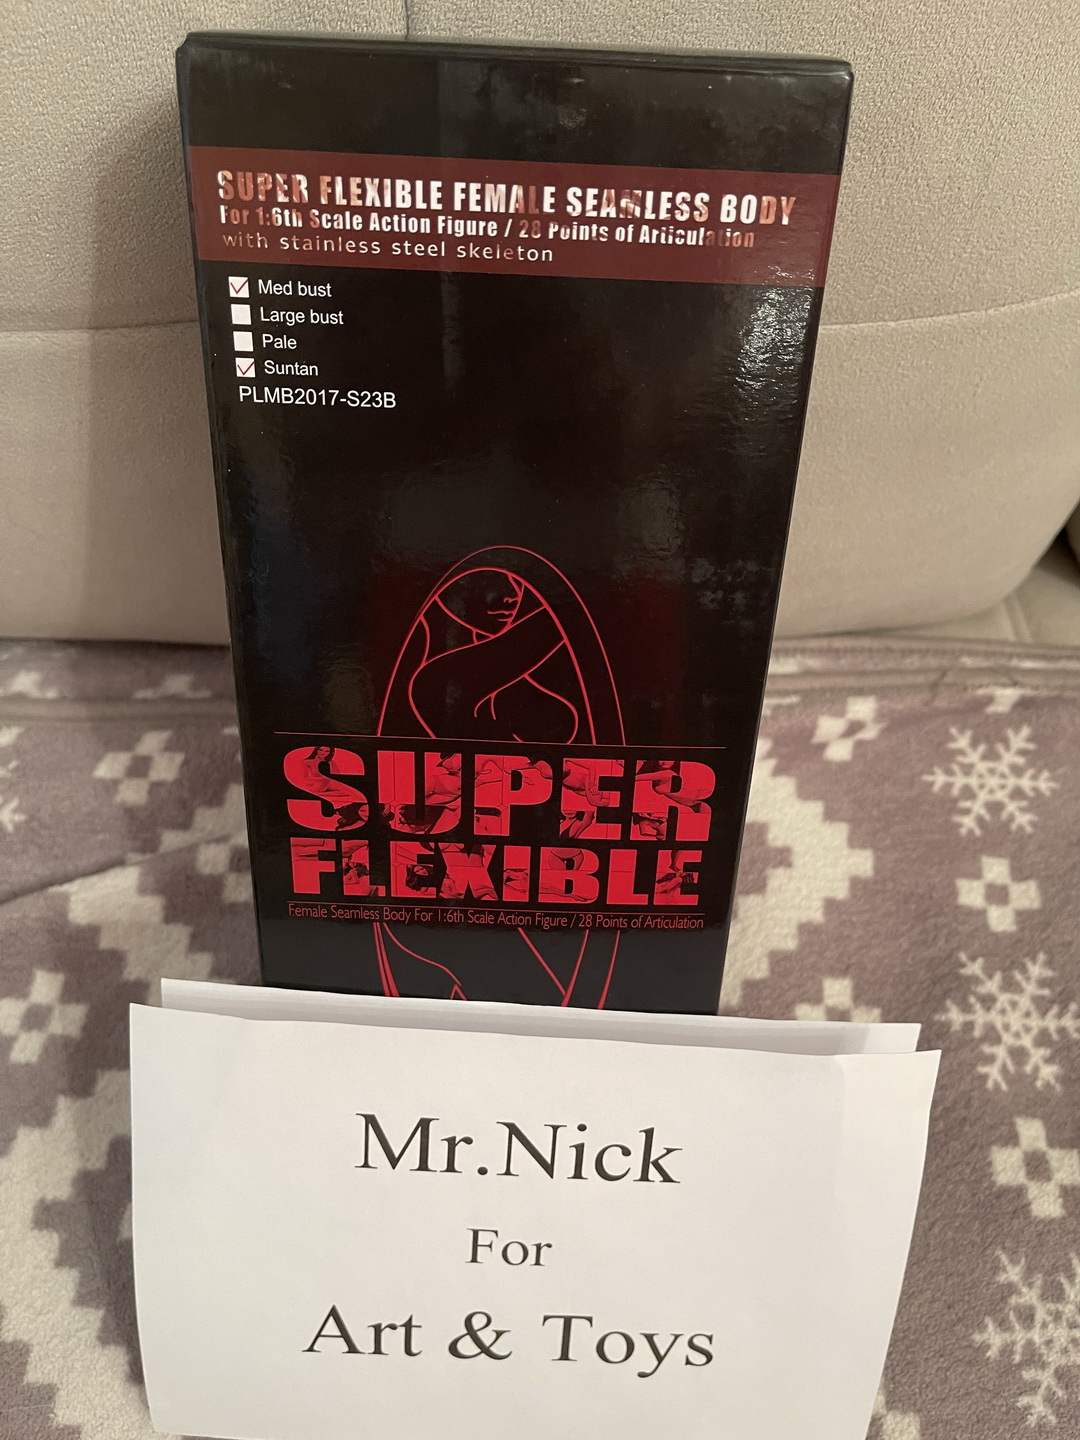 SUPER FLEXIBLE FEMALE SEAMLESS BODY
For 1:6th Scale Action Figure / 28 Points of Articulation
with stainless steel skeleton
Med bust
Large bust
Pale
Suntan
PLMB2017-S23B
SUPER
FLEXIBLE
Female Seamless Body For 1:6th Scale Action Figure / 28 Points of Articulation
Mr.Nick
For
Art & Toys